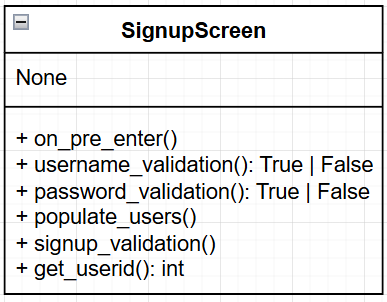 SignupScreen
None
+ on_pre_enter()
+ username_validation(): True | False
+ password_validation(): True | False
+ populate_users()
+ signup_validation()
+ get_userid(): int